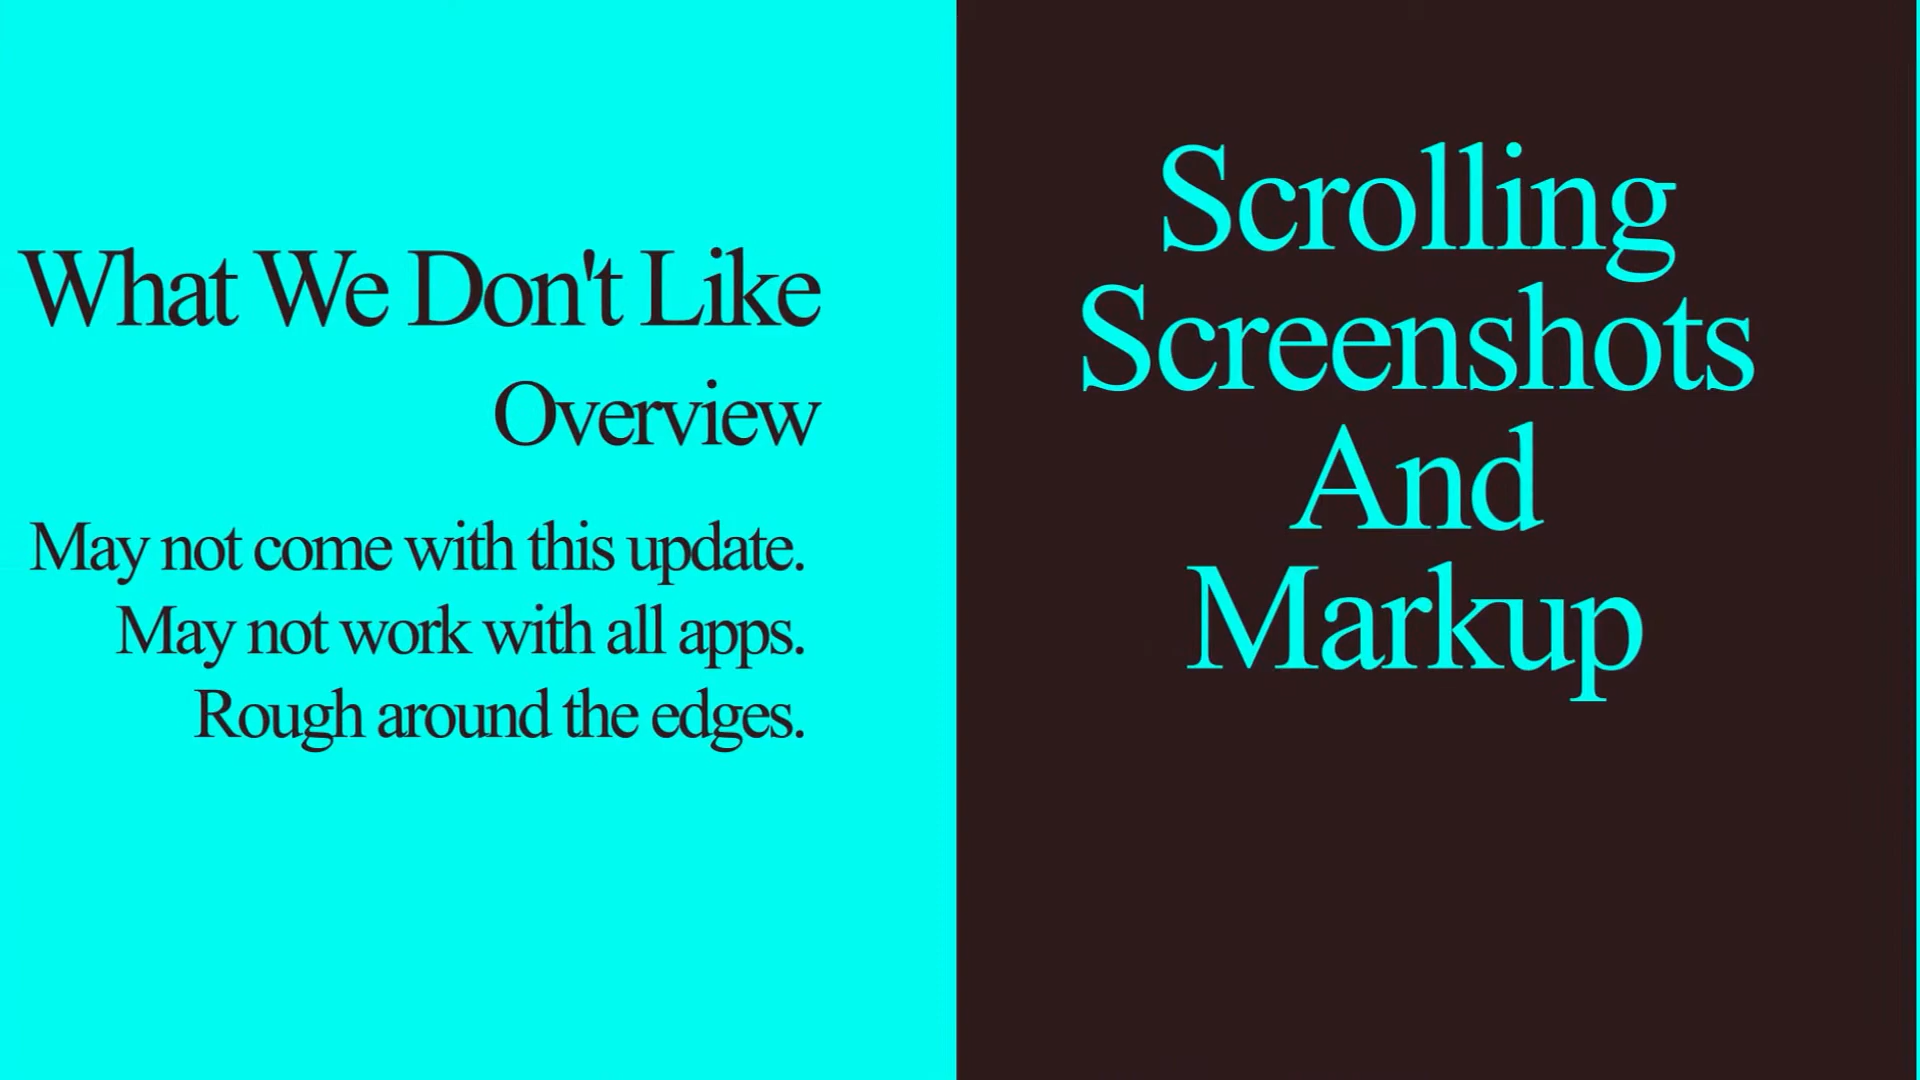 What We Don't Like
Overview
May not come with this update.
May not work with all apps.
Rough around the edges.
Scrolling
Screenshots
And
Markup